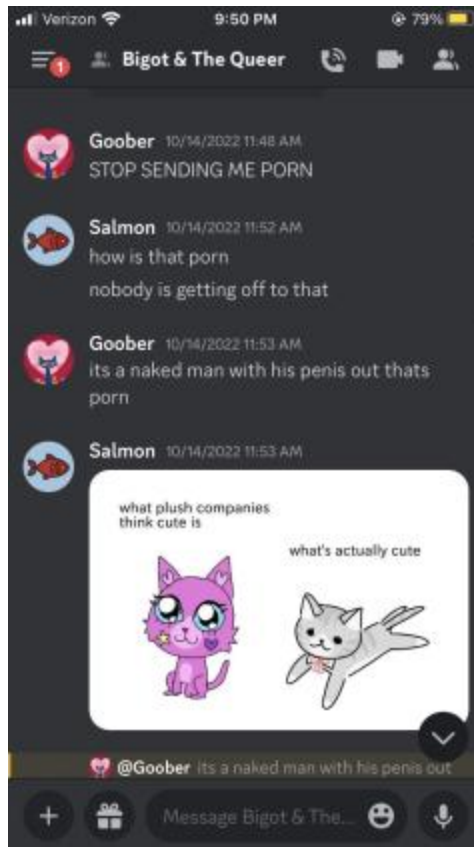 Verizon 9:50 PM 79%
1 Bigot & The Queer
Goober 10/14/2022 11:48 AM
STOP SENDING ME PORN
Salmon 10/14/2022 11:52 AM
how is that porn
nobody is getting off to that
Goober 10/14/2022 11:53 AM
its a naked man with his penis out thats
porn
Salmon 10/14/2022 11:53 AM
what plush companies
think cute is
what's actually cute
@Goober its a naked man with his penis out
Message Bigot & The...